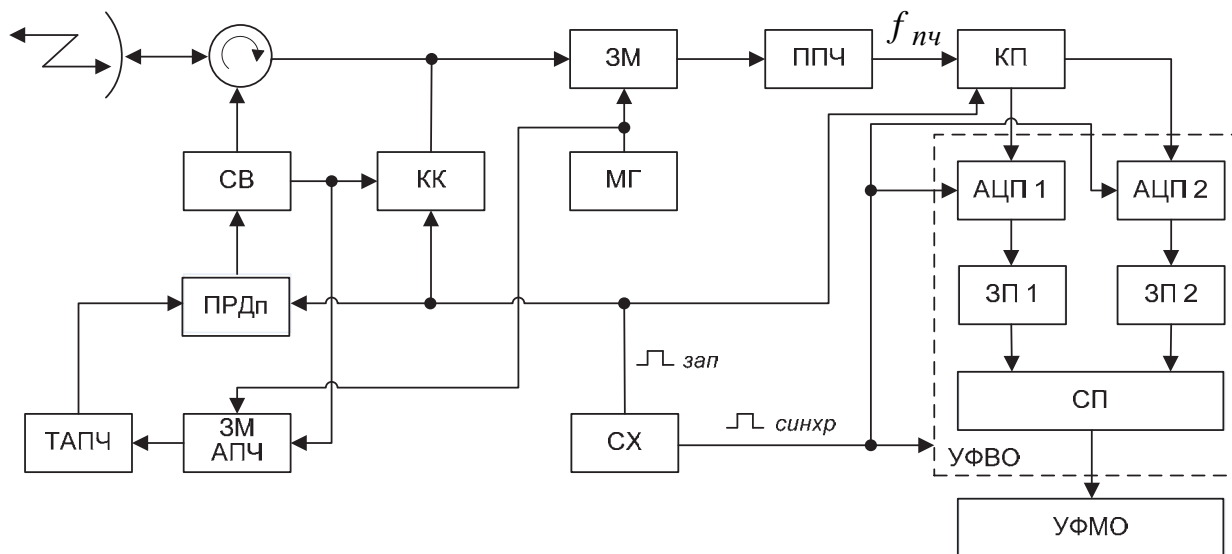 f пч
ЗМ
ППЧ
КП
СВ
КК
МГ
АЦП 1
АЦП 2
ПРДп
ЗП 1
ЗП 2
зап
СП
ТАПЧ
ЗМ
АПЧ
СХ
синхр
УФВО
УФМО